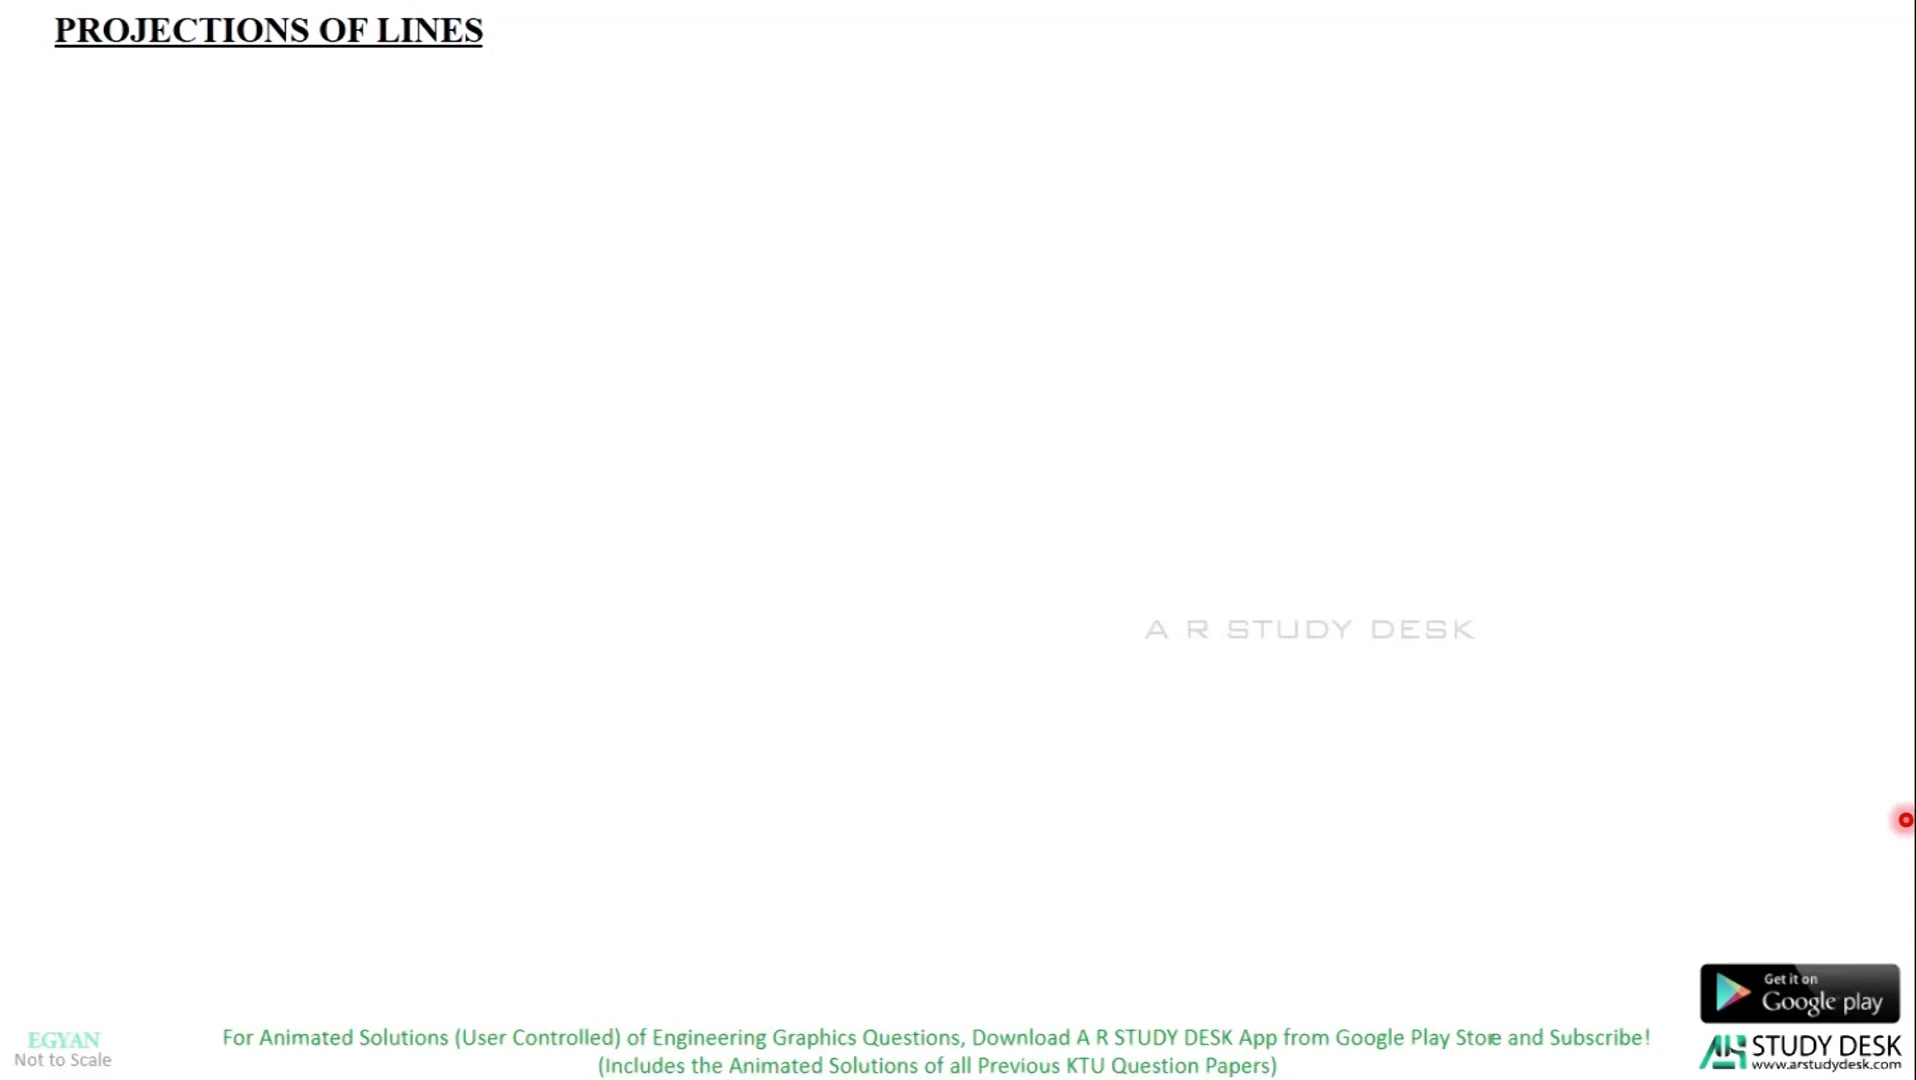 PROJECTIONS OF LINES
A R STUDY DESK
Get it on
Google play
EGYAN
Not to Scale
For Animated Solutions (User Controlled) of Engineering Graphics Questions, Download A R STUDY DESK App from Google Play Store and Subscribe!
(Includes the Animated Solutions of all Previous KTU Question Papers)
AR STUDY DESK
www.arstudydesk.com